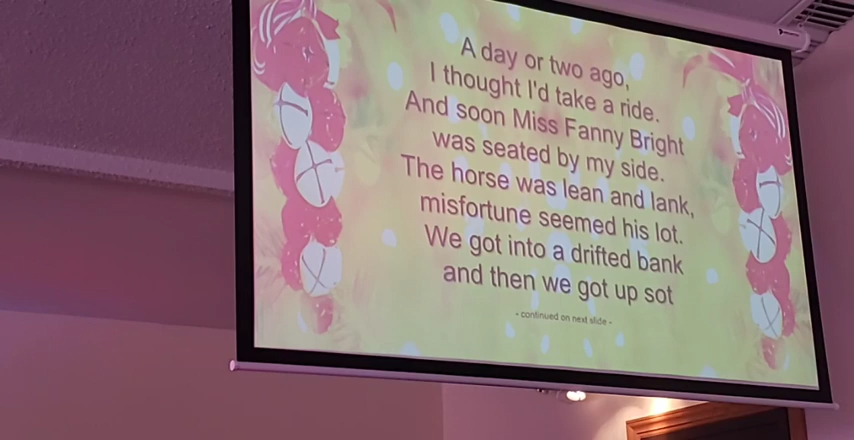 A day or two ago,
I thought I'd take a ride.
And soon Miss Fanny Bright
was seated by my side.
The horse was lean and lank,
misfortune seemed his lot.
We got into a drifted bank
and then we got up sot
- continued on next slide -